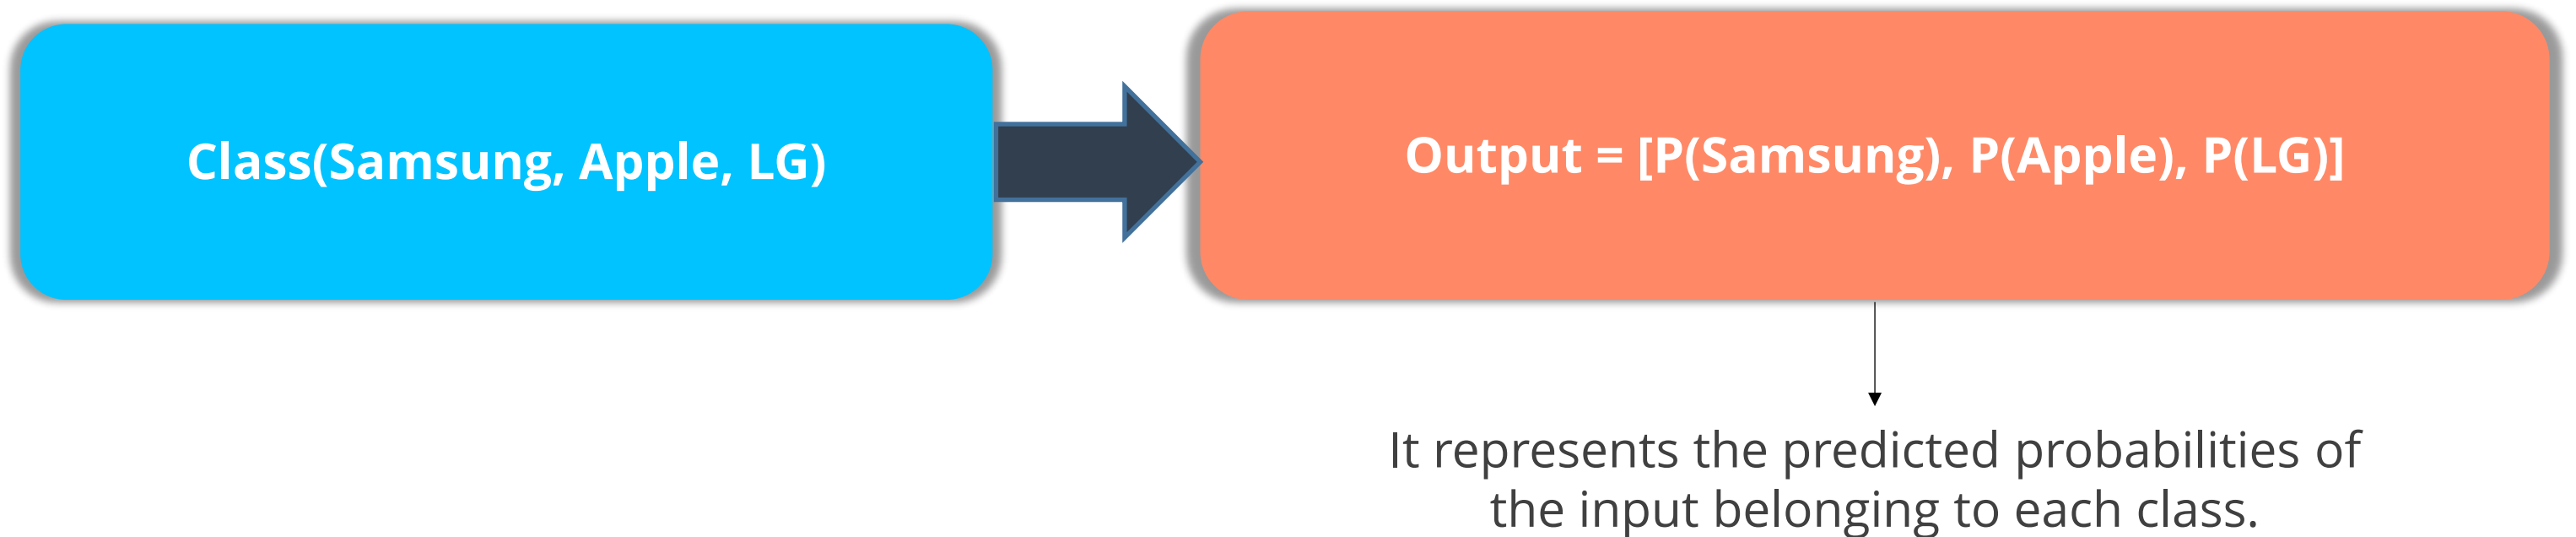 Class(Samsung, Apple, LG)
Output = [P(Samsung), P(Apple), P(LG)]
It represents the predicted probabilities of
the input belonging to each class.